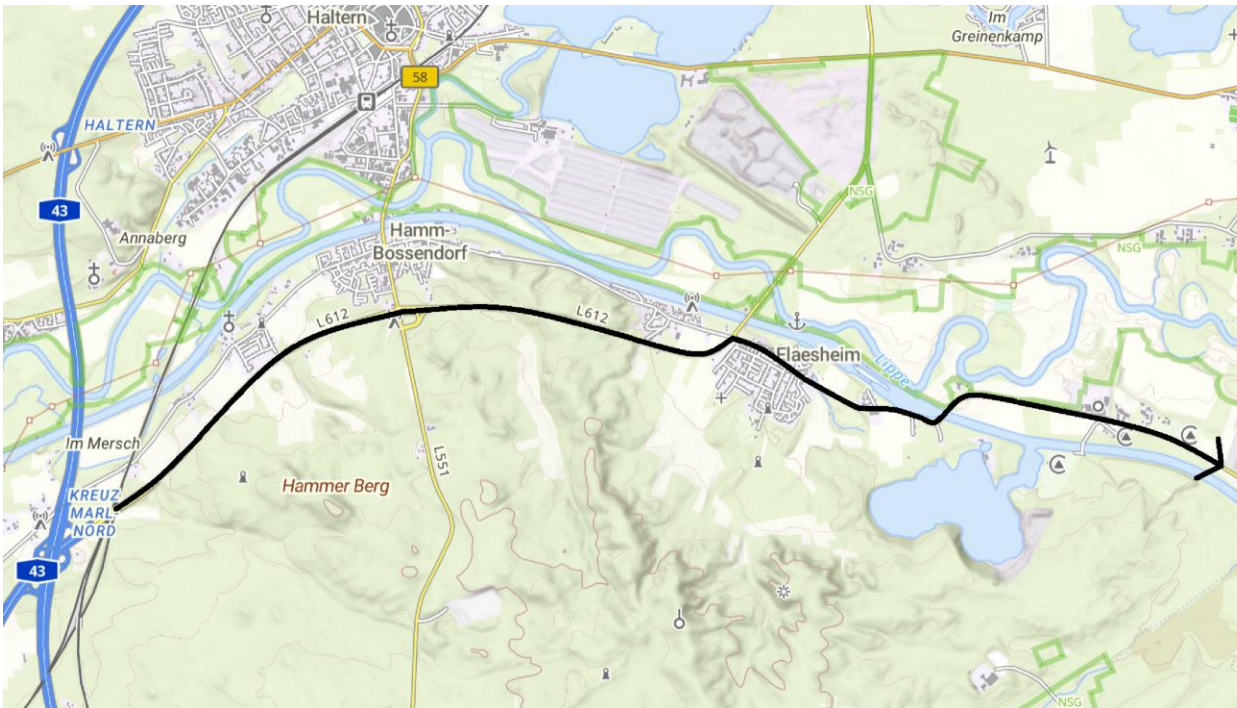 Haltern
Im
Greinenkamp
58
HALTERN
43
NSG
Annaberg
Hamm-
Bossendorf
NSG
L612
L612
Flaesheim
Lippe
Im Mersch
L551
Hammer Berg
KREUZ
MARL-
NORD
43
NSG